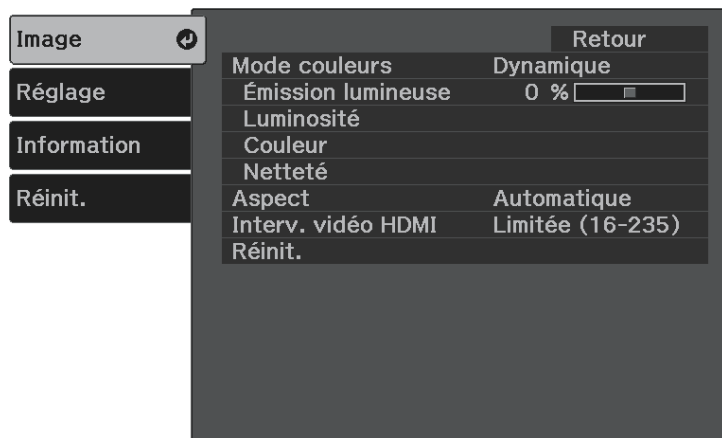 Image
Réglage
Information
Réinit.
Retour
Mode couleurs Dynamique
Émission lumineuse 0 %
Luminosité
Couleur
Netteté
Aspect Automatique
Interv. vidéo HDMI Limitée (16-235)
Réinit.